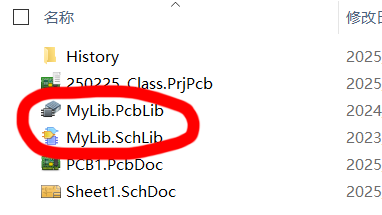 名称 修改日
History 2025
250225_Class.PrjPcb 2025
MyLib.PcbLib 2024
MyLib.SchLib 2023
PCB1.PcbDoc 2025
Sheet1.SchDoc 2025